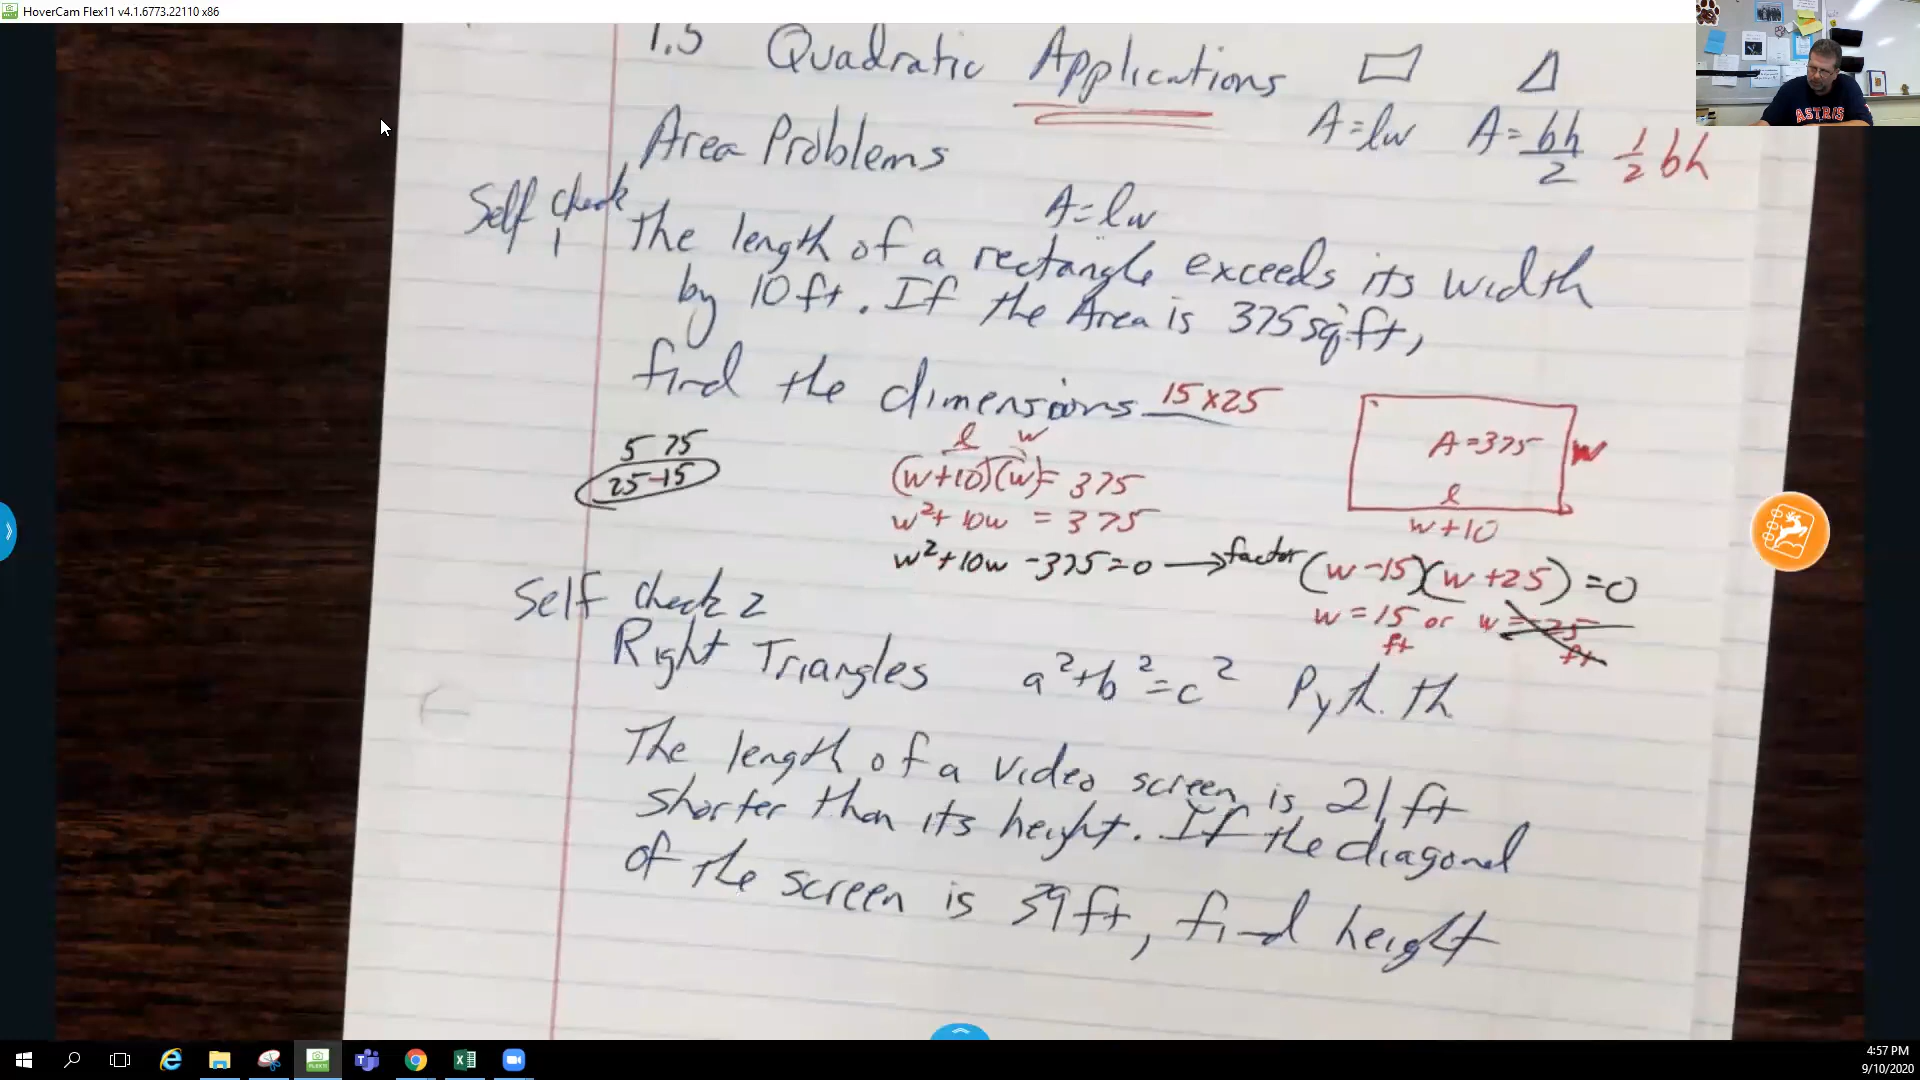 HoverCam Flex11 v4.1.6773.22110 x86
1.5 Quadratic Applications
A=lw A=bh/2 1/2 bh
Area Problems
Self Check 1
A=lw
The length of a rectangle exceeds its width
by 10ft. If the Area is 375 sq.ft,
find the dimensions 15x25
5 75
25-15
l w
(w+10)(w)= 375
w²+10w = 375
w²+10w -375=0 → factor (w-15)(w+25)=0
w=15 or w=-25
ft ft
A=375 w
l
w+10
Self Check 2
Right Triangles a²+b²=c² Pyth. th
The length of a video screen is 21 ft
shorter than its height. If the diagonal
of the screen is 39ft, find height
ASTRIS
FLEX11
4:57 PM
9/10/2020